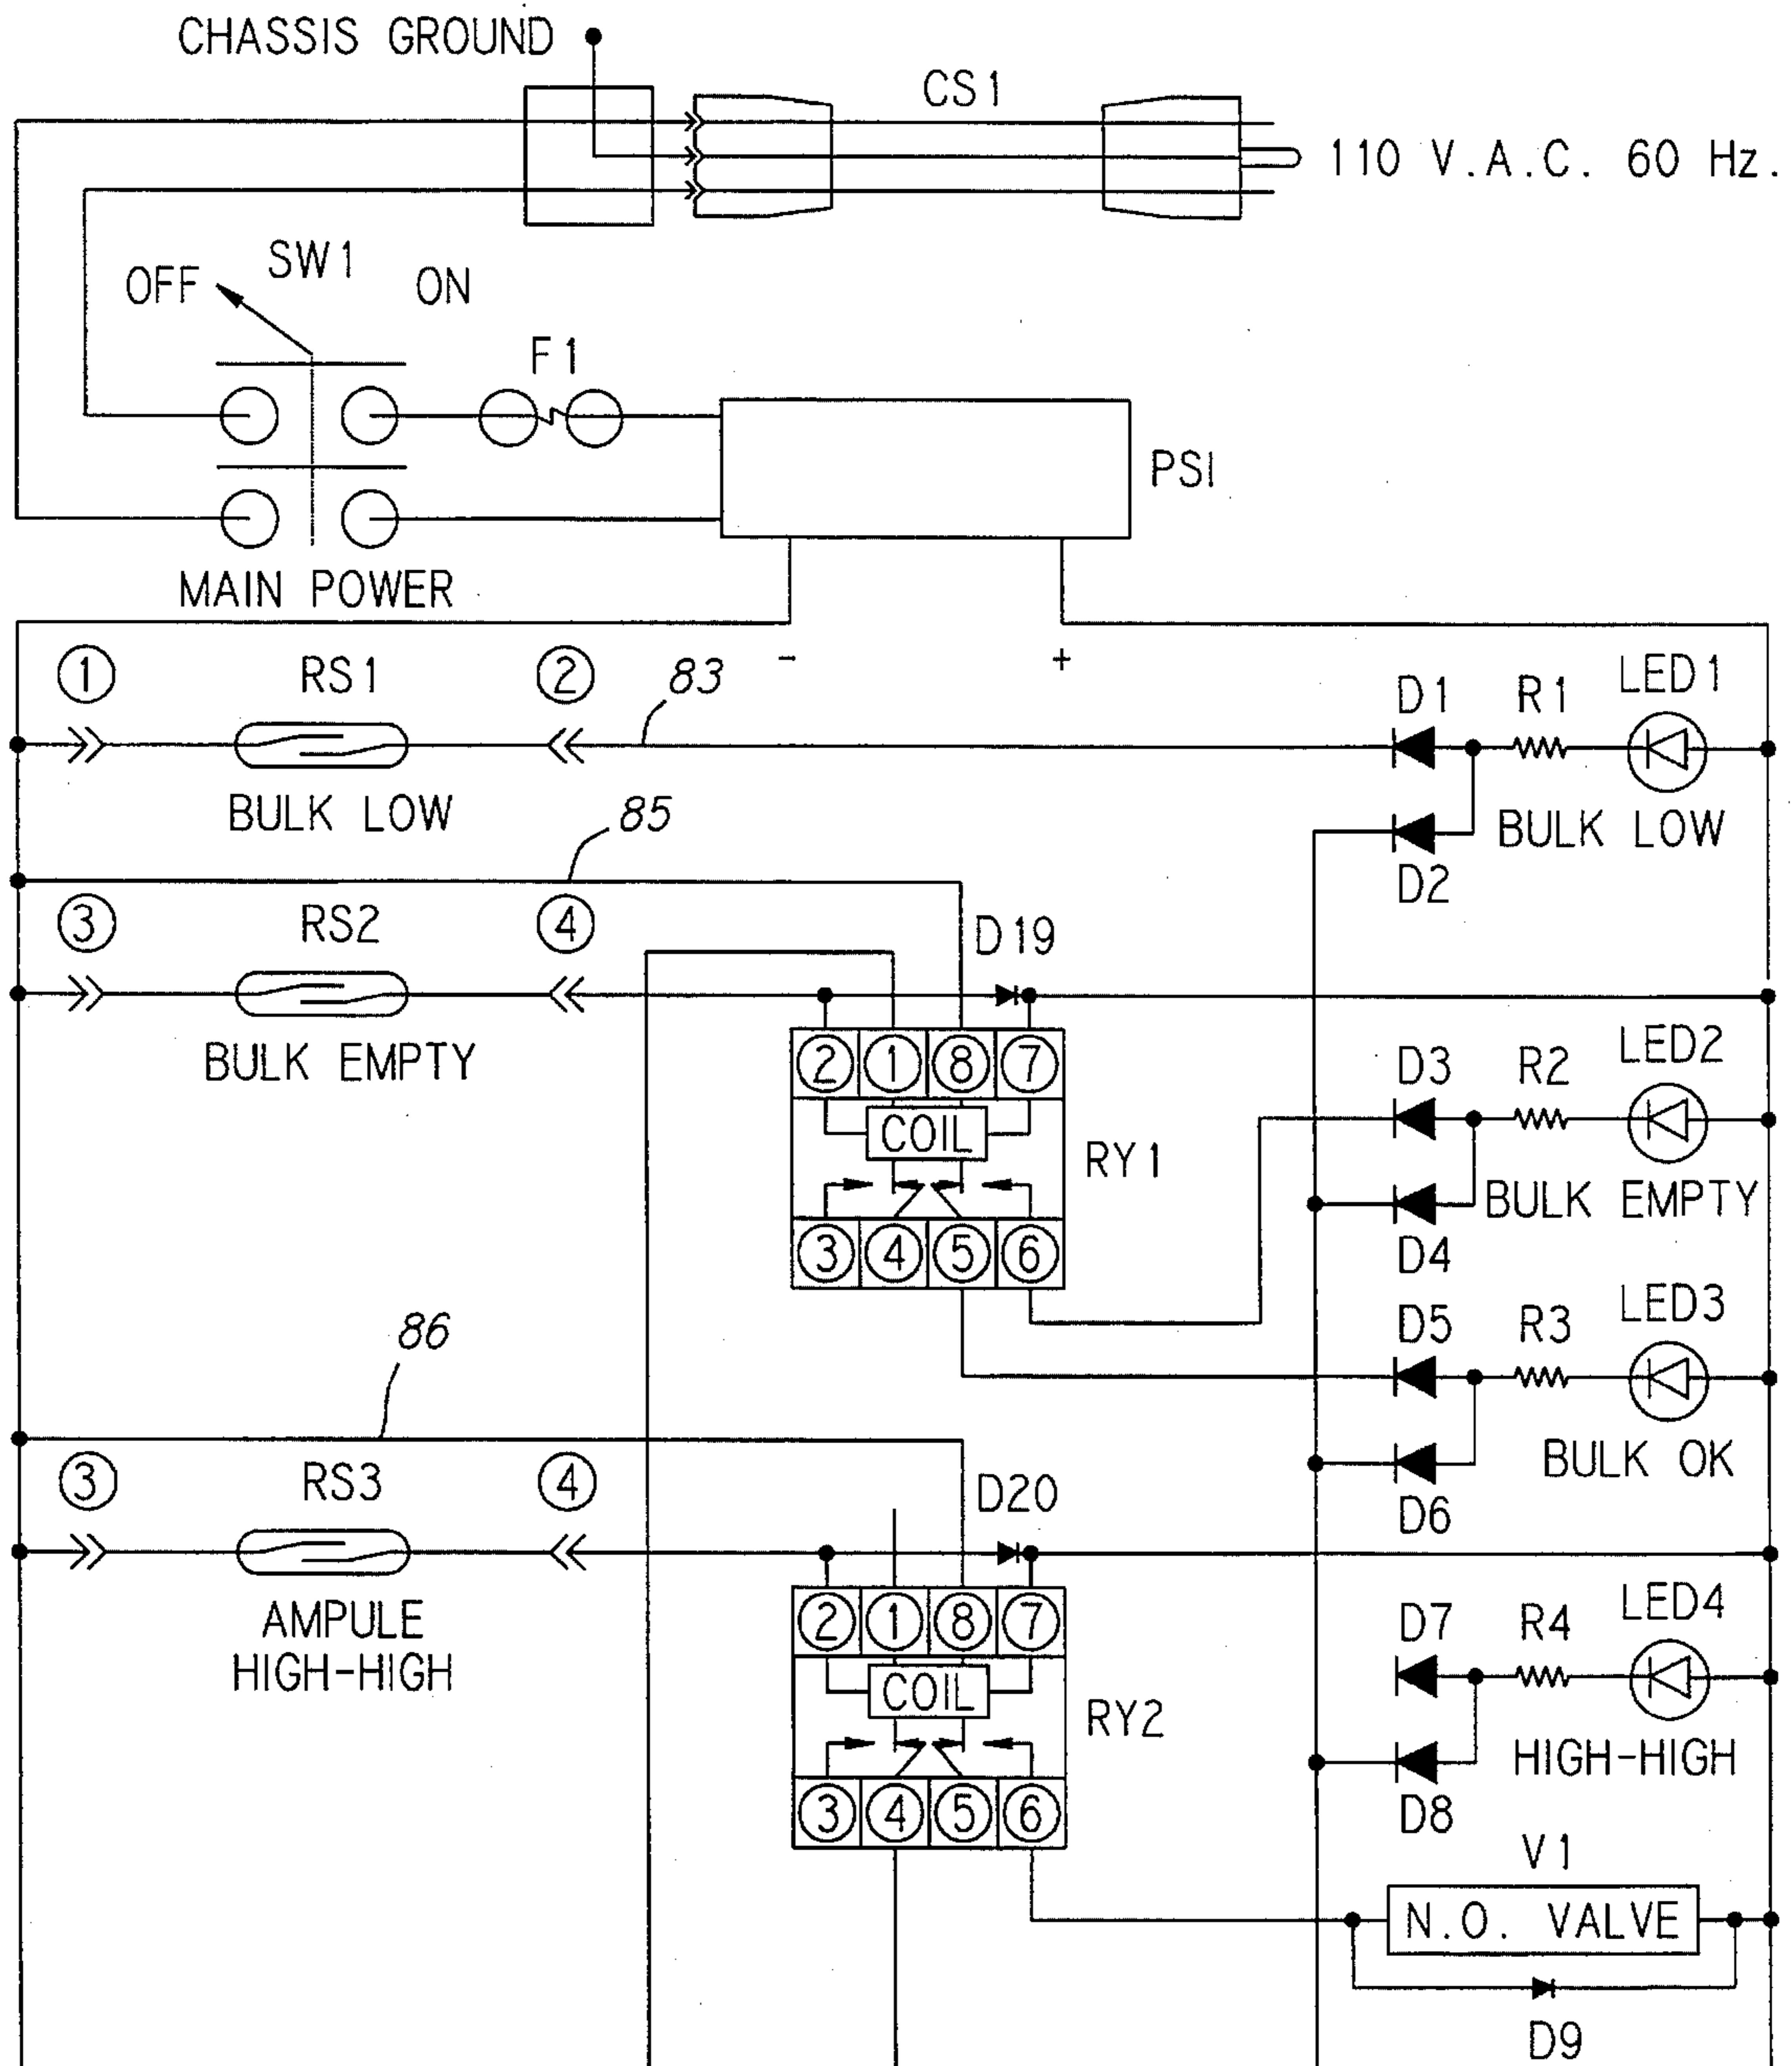 CHASSIS GROUND
CS1
110 V.A.C. 60 Hz.
SW1
OFF
ON
F1
PSI
MAIN POWER
-
+
1
RS1
2
83
D1
R1
LED1
BULK LOW
BULK LOW
85
D2
3
RS2
4
D19
BULK EMPTY
2
1
8
7
COIL
RY1
3
4
5
6
D3
R2
LED2
BULK EMPTY
D4
D5
R3
LED3
86
BULK OK
D6
3
RS3
4
D20
AMPULE
HIGH-HIGH
2
1
8
7
COIL
RY2
3
4
5
6
D7
R4
LED4
HIGH-HIGH
D8
V1
N.O. VALVE
D9